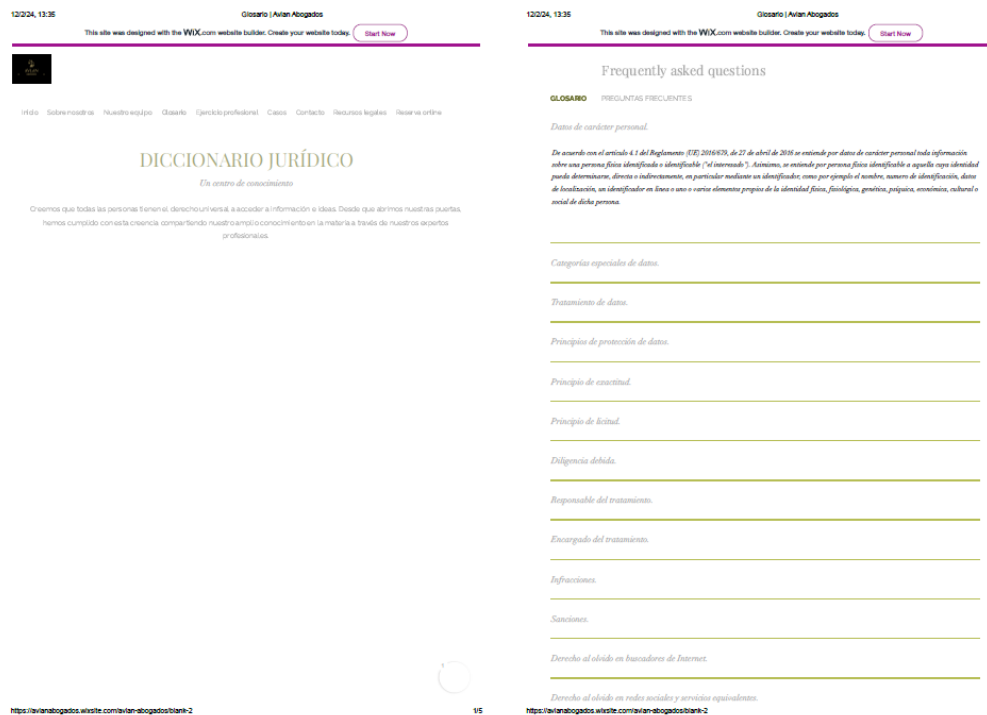 12/2/24, 13:35
Glosario | Avian Abogados
This site was designed with the WiX.com website builder. Create your website today.
Start Now
AVIAN
Inicio Sobre nosotros Nuestro equipo Glosario Ejercicio profesional Casos Contacto Recursos legales Reserva online
DICCIONARIO JURÍDICO
Un centro de conocimiento
Creemos que todas las personas tienen el derecho universal a acceder a información e ideas. Desde que abrimos nuestras puertas,
hemos cumplido con esta creencia compartiendo nuestro amplio conocimiento en la materia a través de nuestros expertos
profesionales.
https://avianabogados.wixsite.com/avian-abogados/blank-2
1/5
12/2/24, 13:35
Glosario | Avian Abogados
This site was designed with the WiX.com website builder. Create your website today.
Start Now
Frequently asked questions
GLOSARIO PREGUNTAS FRECUENTES
Datos de carácter personal.
De acuerdo con el artículo 4.1 del Reglamento (UE) 2016/679, de 27 de abril de 2016 se entiende por datos de carácter personal toda información
sobre una persona física identificada o identificable ("el interesado"). Asimismo, se entiende por persona física identificable a aquella cuya identidad
pueda determinarse, directa o indirectamente, en particular mediante un identificador, como por ejemplo el nombre, numero de identificación, datos
de localización, un identificador en línea o uno o varios elementos propios de la identidad física, fisiológica, genética, psíquica, económica, cultural o
social de dicha persona.
Categorías especiales de datos.
Tratamiento de datos.
Principios de protección de datos.
Principio de exactitud.
Principio de licitud.
Diligencia debida.
Responsable del tratamiento.
Encargado del tratamiento.
Infracciones.
Sanciones.
Derecho al olvido en buscadores de Internet.
Derecho al olvido en redes sociales y servicios equivalentes.
https://avianabogados.wixsite.com/avian-abogados/blank-2